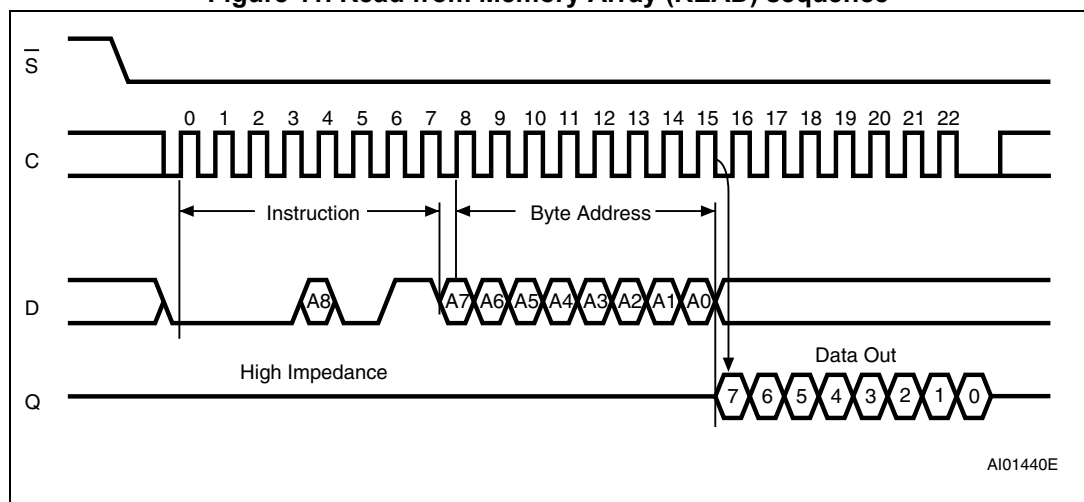 Figure 11. Read from Memory Array (READ) sequence
S
0 1 2 3 4 5 6 7 8 9 10 11 12 13 14 15 16 17 18 19 20 21 22
C
Instruction
Byte Address
D
A8
A7 A6 A5 A4 A3 A2 A1 A0
High Impedance
Data Out
Q
7 6 5 4 3 2 1 0
AI01440E